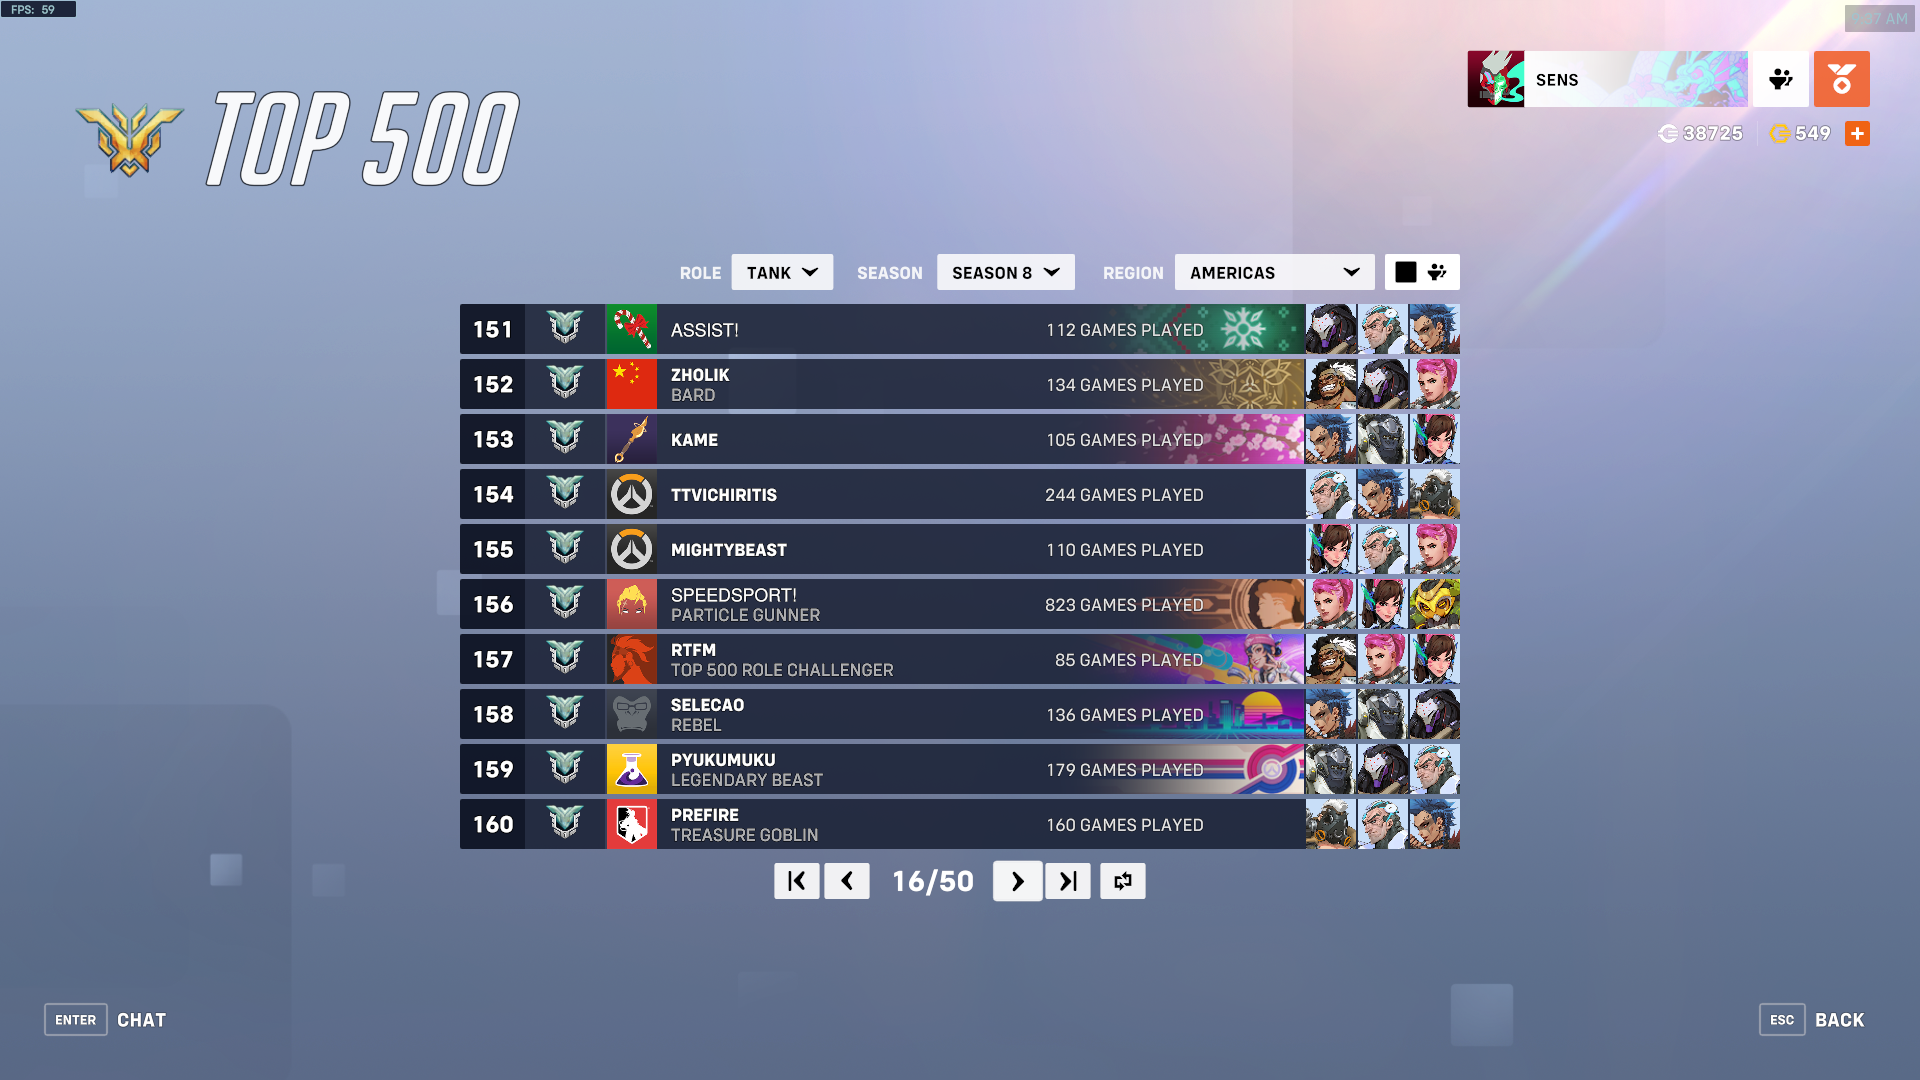 FPS: 59
37 AM
TOP 500
SENS
38725
549
ROLE
TANK
SEASON
SEASON 8
REGION
AMERICAS
151
ASSIST!
112 GAMES PLAYED
152
ZHOLIK
BARD
134 GAMES PLAYED
153
KAME
105 GAMES PLAYED
154
TTVICHIRITIS
244 GAMES PLAYED
155
MIGHTYBEAST
110 GAMES PLAYED
156
SPEEDSPORT!
PARTICLE GUNNER
823 GAMES PLAYED
157
RTFM
TOP 500 ROLE CHALLENGER
85 GAMES PLAYED
158
SELECAO
REBEL
136 GAMES PLAYED
159
PYUKUMUKU
LEGENDARY BEAST
179 GAMES PLAYED
160
PREFIRE
TREASURE GOBLIN
160 GAMES PLAYED
16/50
ENTER
CHAT
ESC
BACK